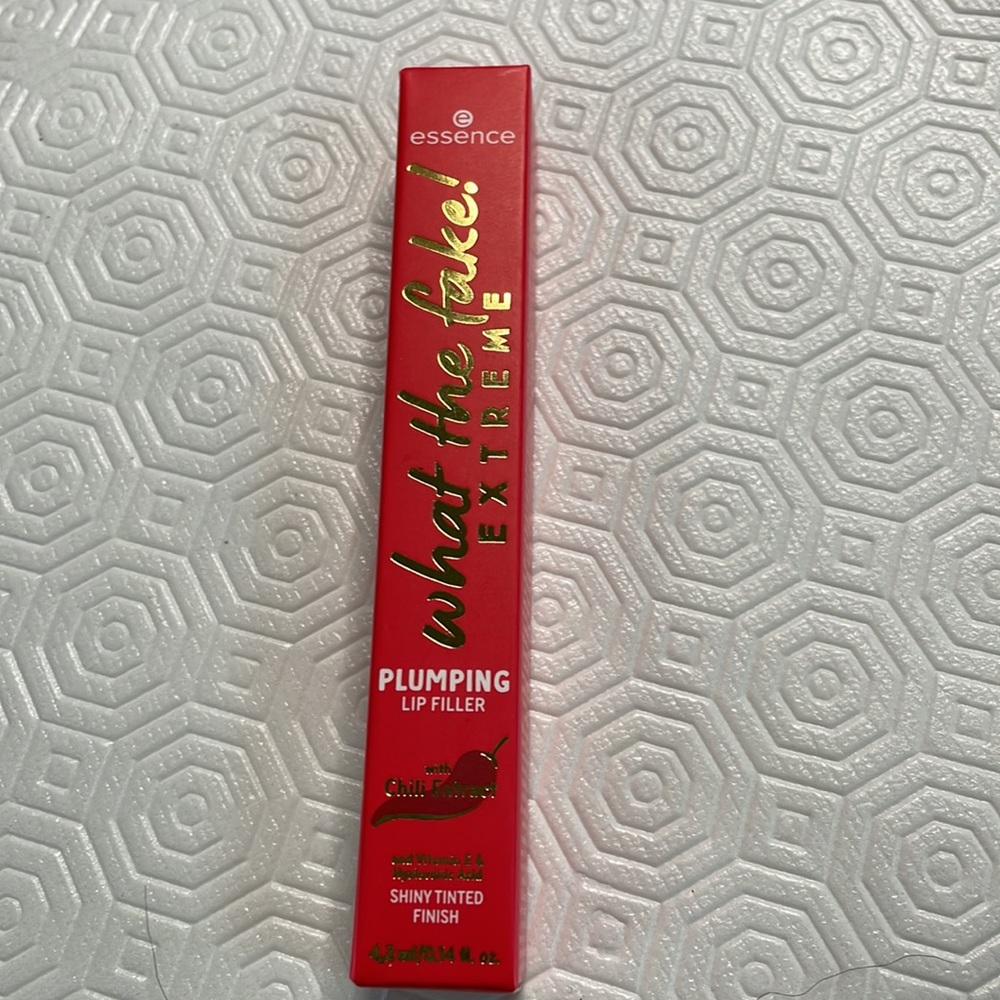 essence
what the fake!
EXTREME
PLUMPING
LIP FILLER
with
Chili Extract
and Vitamin E &
Hyaluronic Acid
SHINY TINTED
FINISH
4,2 ml/0.14 fl. oz.